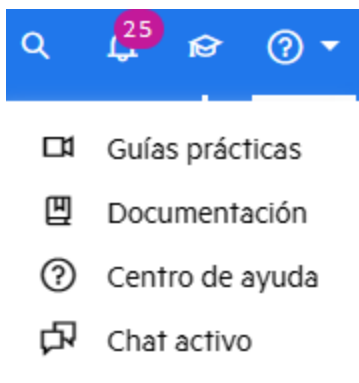 25
Guías prácticas
Documentación
Centro de ayuda
Chat activo